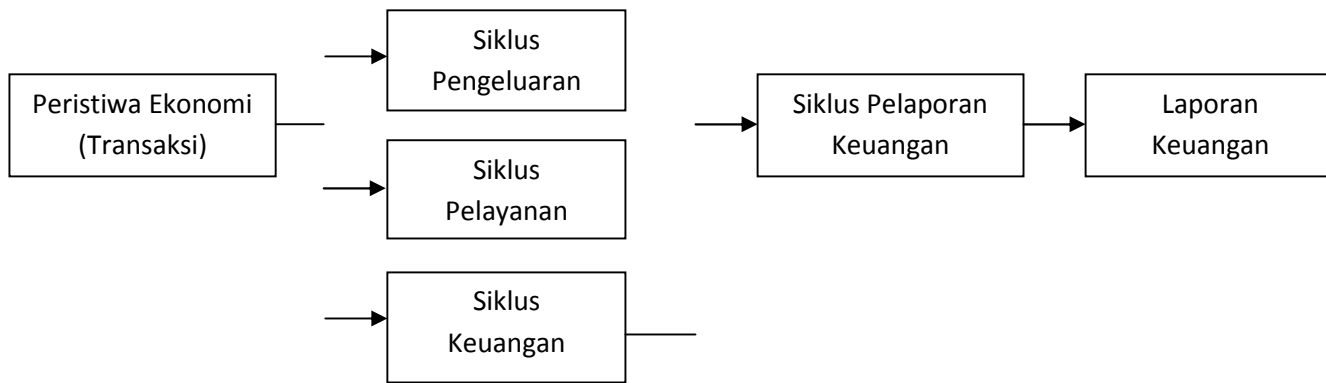 Peristiwa Ekonomi
(Transaksi)
Siklus
Pengeluaran
Siklus
Pelayanan
Siklus
Keuangan
Siklus Pelaporan
Keuangan
Laporan
Keuangan